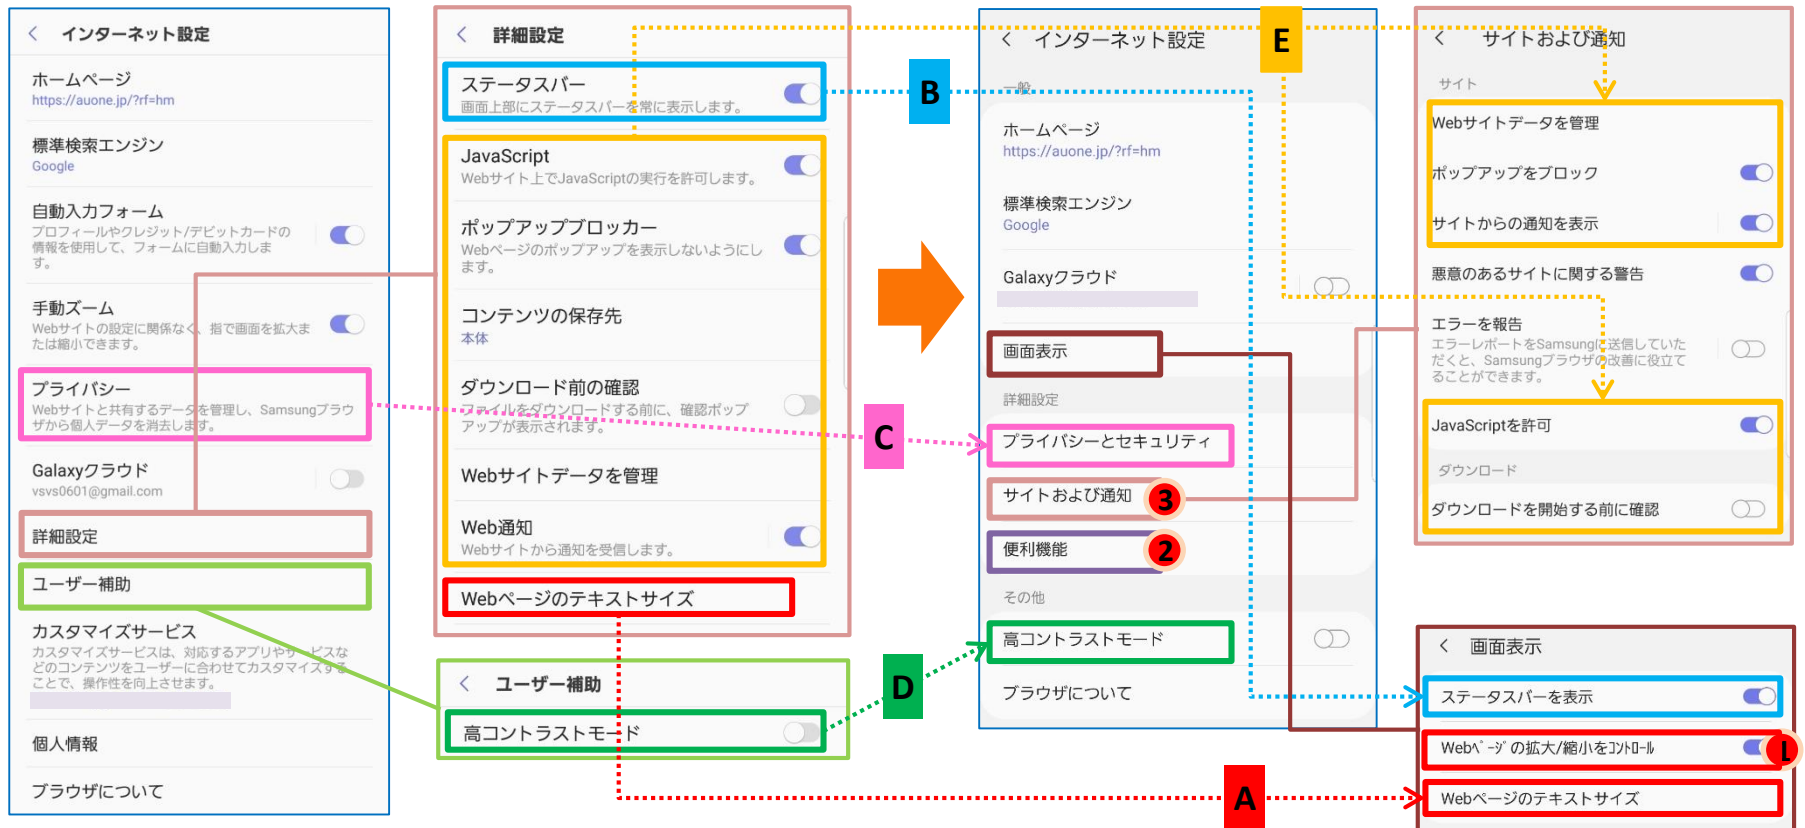 インターネット設定
ホームページ
https://auone.jp/?rf=hm
標準検索エンジン
Google
自動入力フォーム
プロフィールやクレジット/デビットカードの
情報を使用して、フォームに自動入力しま
す。
手動ズーム
Webサイトの設定に関係なく、指で画面を拡大ま
たは縮小できます。
プライバシー
Webサイトと共有するデータを管理し、Samsungブラウ
ザから個人データを消去します。
Galaxyクラウド
vsvs0601@gmail.com
詳細設定
ユーザー補助
カスタマイズサービス
カスタマイズサービスは、対応するアプリやサービスな
どのコンテンツをユーザーに合わせてカスタマイズする
ことで、操作性を向上させます。
個人情報
ブラウザについて
詳細設定
ステータスバー
画面上部にステータスバーを常に表示します。
JavaScript
Webサイト上でJavaScriptの実行を許可します。
ポップアップブロッカー
Webページのポップアップを表示しないようにし
ます。
コンテンツの保存先
本体
ダウンロード前の確認
ファイルをダウンロードする前に、確認ポップ
アップが表示されます。
Webサイトデータを管理
Web通知
Webサイトから通知を受信します。
Webページのテキストサイズ
ユーザー補助
高コントラストモード
B
C
D
インターネット設定
一般
ホームページ
https://auone.jp/?rf=hm
標準検索エンジン
Google
Galaxyクラウド
画面表示
詳細設定
プライバシーとセキュリティ
サイトおよび通知
3
便利機能
2
その他
高コントラストモード
ブラウザについて
E
A
サイトおよび通知
サイト
Webサイトデータを管理
ポップアップをブロック
サイトからの通知を表示
悪意のあるサイトに関する警告
エラーを報告
エラーレポートをSamsungに送信していた
だくと、Samsungブラウザの改善に役立て
ることができます。
JavaScriptを許可
ダウンロード
ダウンロードを開始する前に確認
画面表示
ステータスバーを表示
Webﾍﾟｰｼﾞの拡大/縮小をｺﾝﾄﾛｰﾙ
1
Webページのテキストサイズ